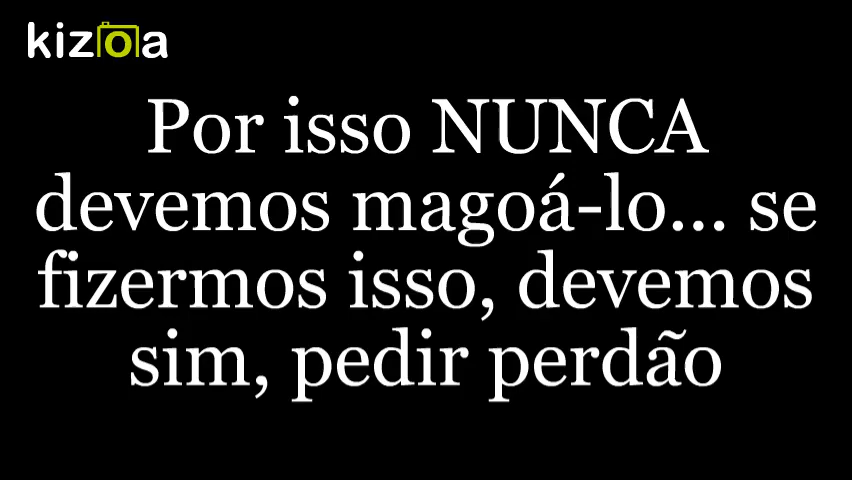 kizoa
Por isso NUNCA
devemos magoá-lo... se
fizermos isso, devemos
sim, pedir perdão